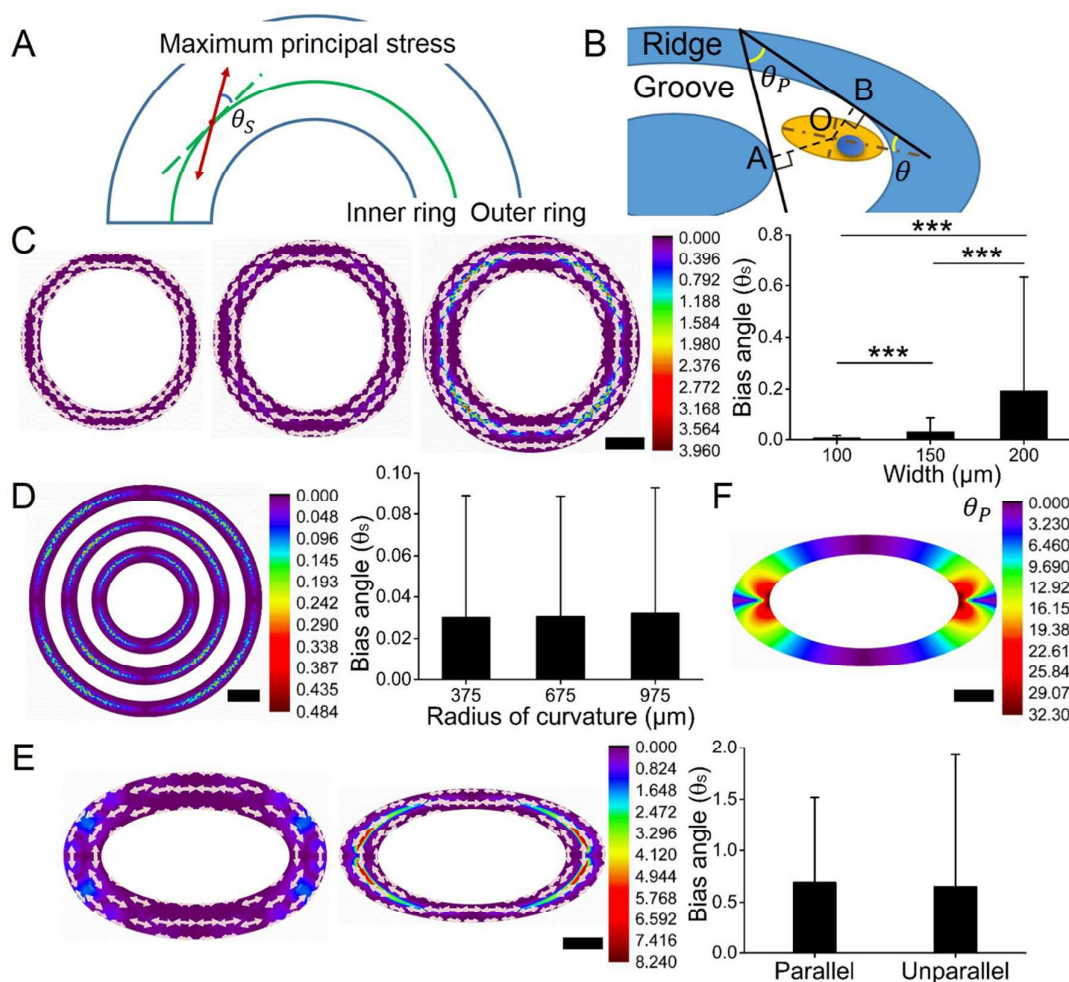 A
Maximum principal stress
θS
Inner ring Outer ring
B
Ridge
Groove
θP
B
O
A
θ
C
0.000
0.396
0.792
1.188
1.584
1.980
2.376
2.772
3.168
3.564
3.960
Bias angle (θs)
0.8
0.6
0.4
0.2
0.0
***
***
***
100 150 200
Width (µm)
D
0.000
0.048
0.096
0.145
0.193
0.242
0.290
0.338
0.387
0.435
0.484
Bias angle (θs)
0.10
0.08
0.06
0.04
0.02
0.00
375 675 975
Radius of curvature (µm)
F
θP
0.000
3.230
6.460
9.690
12.92
16.15
19.38
22.61
25.84
29.07
32.30
E
0.000
0.824
1.648
2.472
3.296
4.120
4.944
5.768
6.592
7.416
8.240
Bias angle (θs)
2.0
1.5
1.0
0.5
0.0
Parallel Unparallel